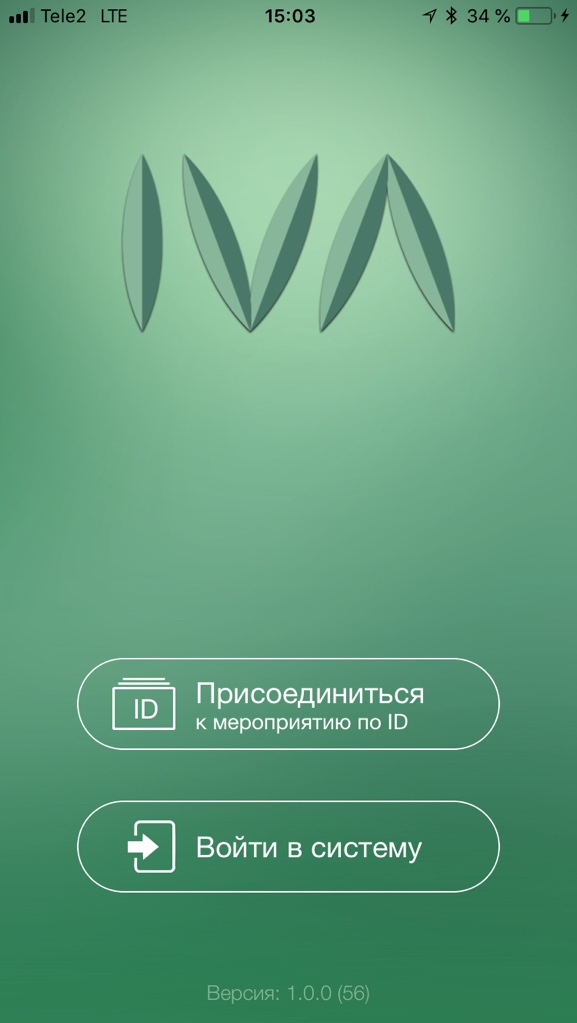 Tele2 LTE 15:03 34 %
IVA
ID
Присоединиться
к мероприятию по ID
Войти в систему
Версия: 1.0.0 (56)